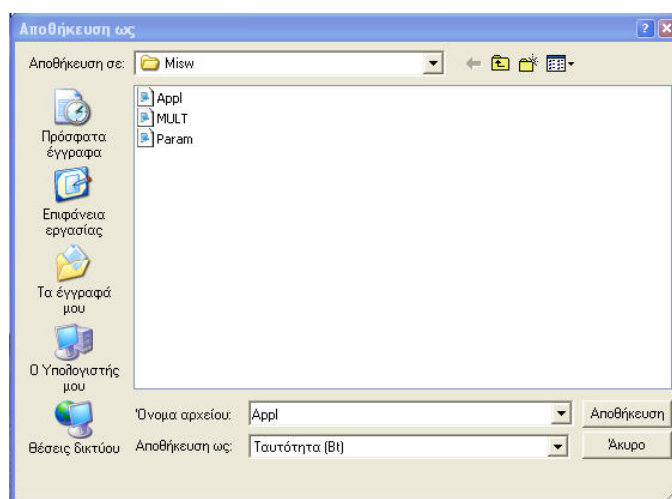 Αποθήκευση ως
Αποθήκευση σε: Misw
Appl
MULT
Param
Πρόσφατα
έγγραφα
Επιφάνεια
εργασίας
Τα έγγραφά
μου
Ο Υπολογιστής
μου
Θέσεις δικτύου
Όνομα αρχείου: Appl Αποθήκευση
Αποθήκευση ως: Ταυτότητα (Bt) Άκυρο